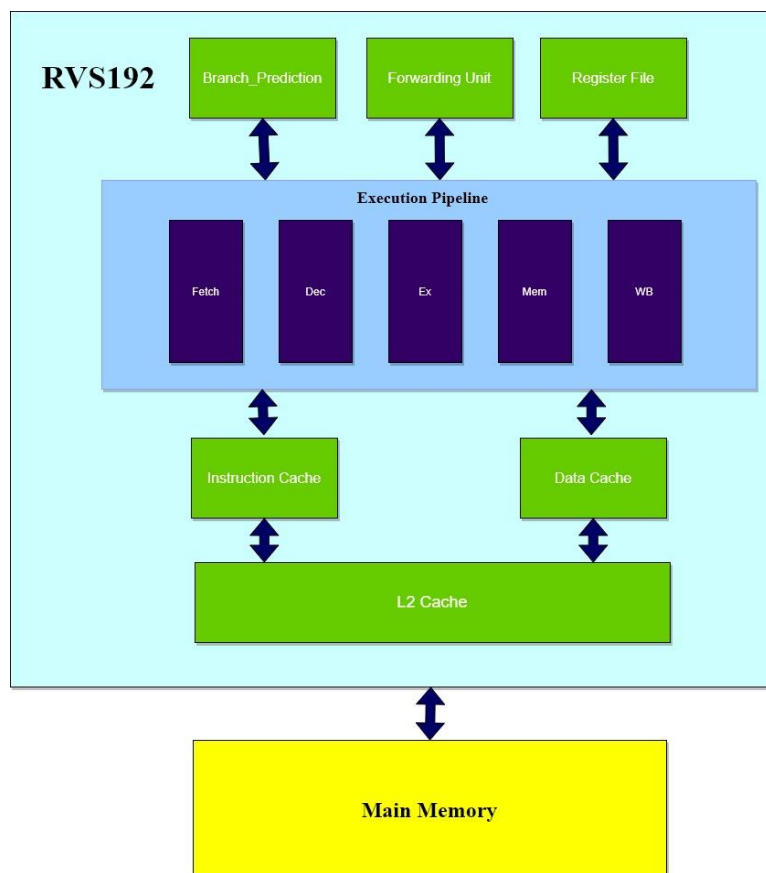 RVS192
Branch_Prediction
Forwarding Unit
Register File
Execution Pipeline
Fetch
Dec
Ex
Mem
WB
Instruction Cache
Data Cache
L2 Cache
Main Memory